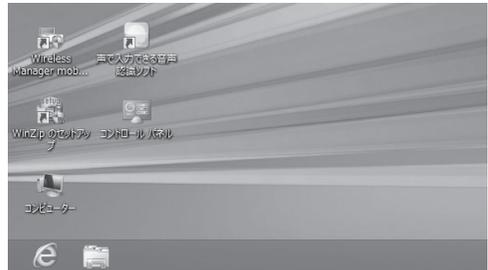 Wireless
Manager mob...
声で入力できる音声
認識ソフト
WinZip のセットアッ
プ
コントロール パネル
コンピューター